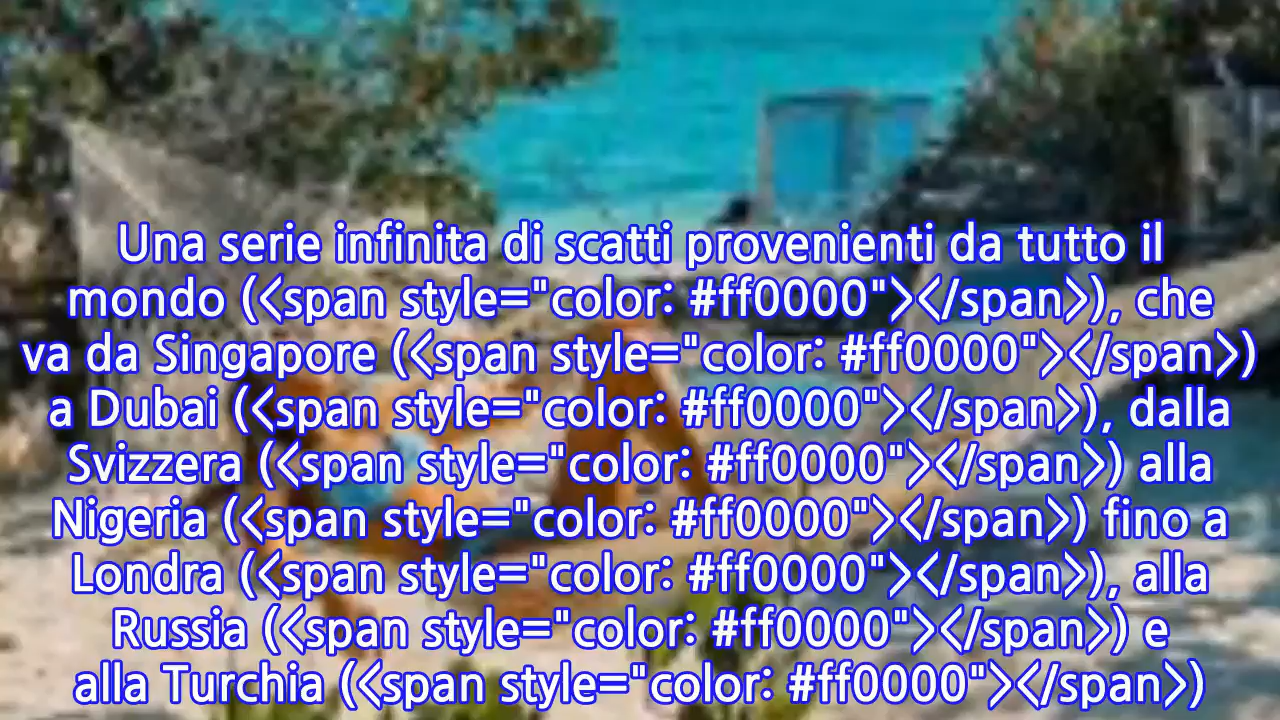 Una serie infinita di scatti provenienti da tutto il
mondo (<span style="color: #ff0000"></span>), che
va da Singapore (<span style="color: #ff0000"></span>)
a Dubai (<span style="color: #ff0000"></span>), dalla
Svizzera (<span style="color: #ff0000"></span>) alla
Nigeria (<span style="color: #ff0000"></span>) fino a
Londra (<span style="color: #ff0000"></span>), alla
Russia (<span style="color: #ff0000"></span>) e
alla Turchia (<span style="color: #ff0000"></span>)